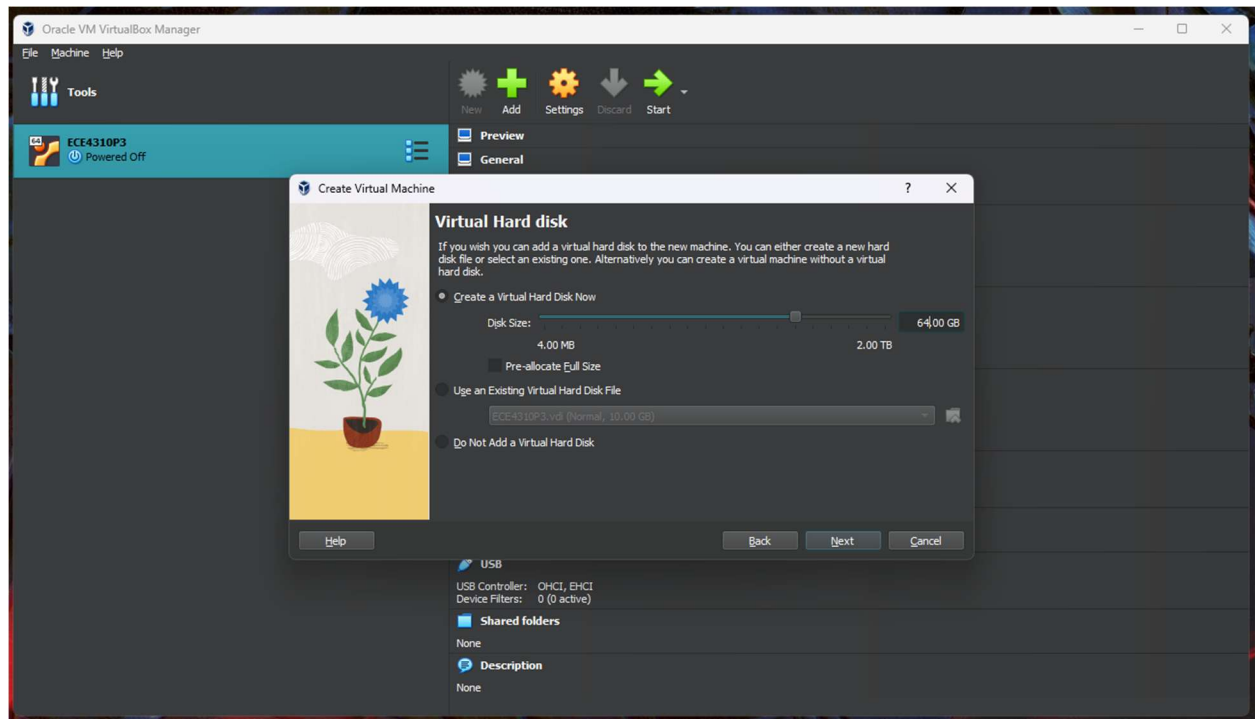 Oracle VM VirtualBox Manager
File Machine Help
Tools
New Add Settings Discard Start
64 ECE4310P3
Powered Off
Preview
General
Create Virtual Machine
?
Virtual Hard disk
If you wish you can add a virtual hard disk to the new machine. You can either create a new hard
disk file or select an existing one. Alternatively you can create a virtual machine without a virtual
hard disk.
Create a Virtual Hard Disk Now
Disk Size: 64.00 GB
4.00 MB 2.00 TB
Pre-allocate Full Size
Use an Existing Virtual Hard Disk File
ECE4310P3.vdi (Normal, 10.00 GB)
Do Not Add a Virtual Hard Disk
Help Back Next Cancel
USB
USB Controller: OHCI, EHCI
Device Filters: 0 (0 active)
Shared folders
None
Description
None